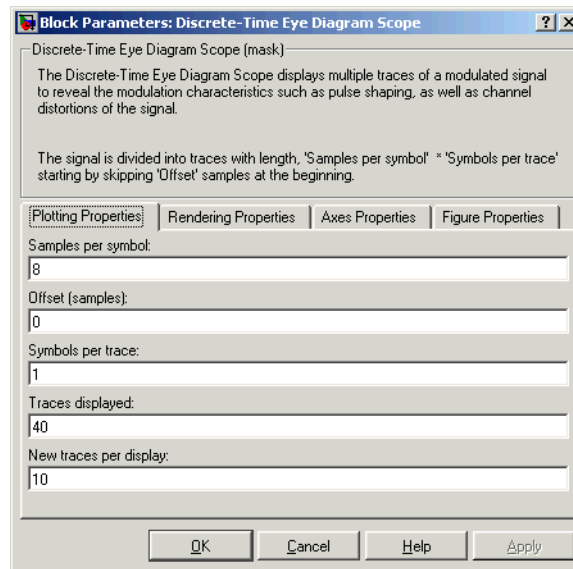 Block Parameters: Discrete-Time Eye Diagram Scope
Discrete-Time Eye Diagram Scope (mask)
The Discrete-Time Eye Diagram Scope displays multiple traces of a modulated signal
to reveal the modulation characteristics such as pulse shaping, as well as channel
distortions of the signal.
The signal is divided into traces with length, 'Samples per symbol' * 'Symbols per trace'
starting by skipping 'Offset' samples at the beginning.
Plotting Properties Rendering Properties Axes Properties Figure Properties
Samples per symbol:
8
Offset (samples):
0
Symbols per trace:
1
Traces displayed:
40
New traces per display:
10
OK Cancel Help Apply